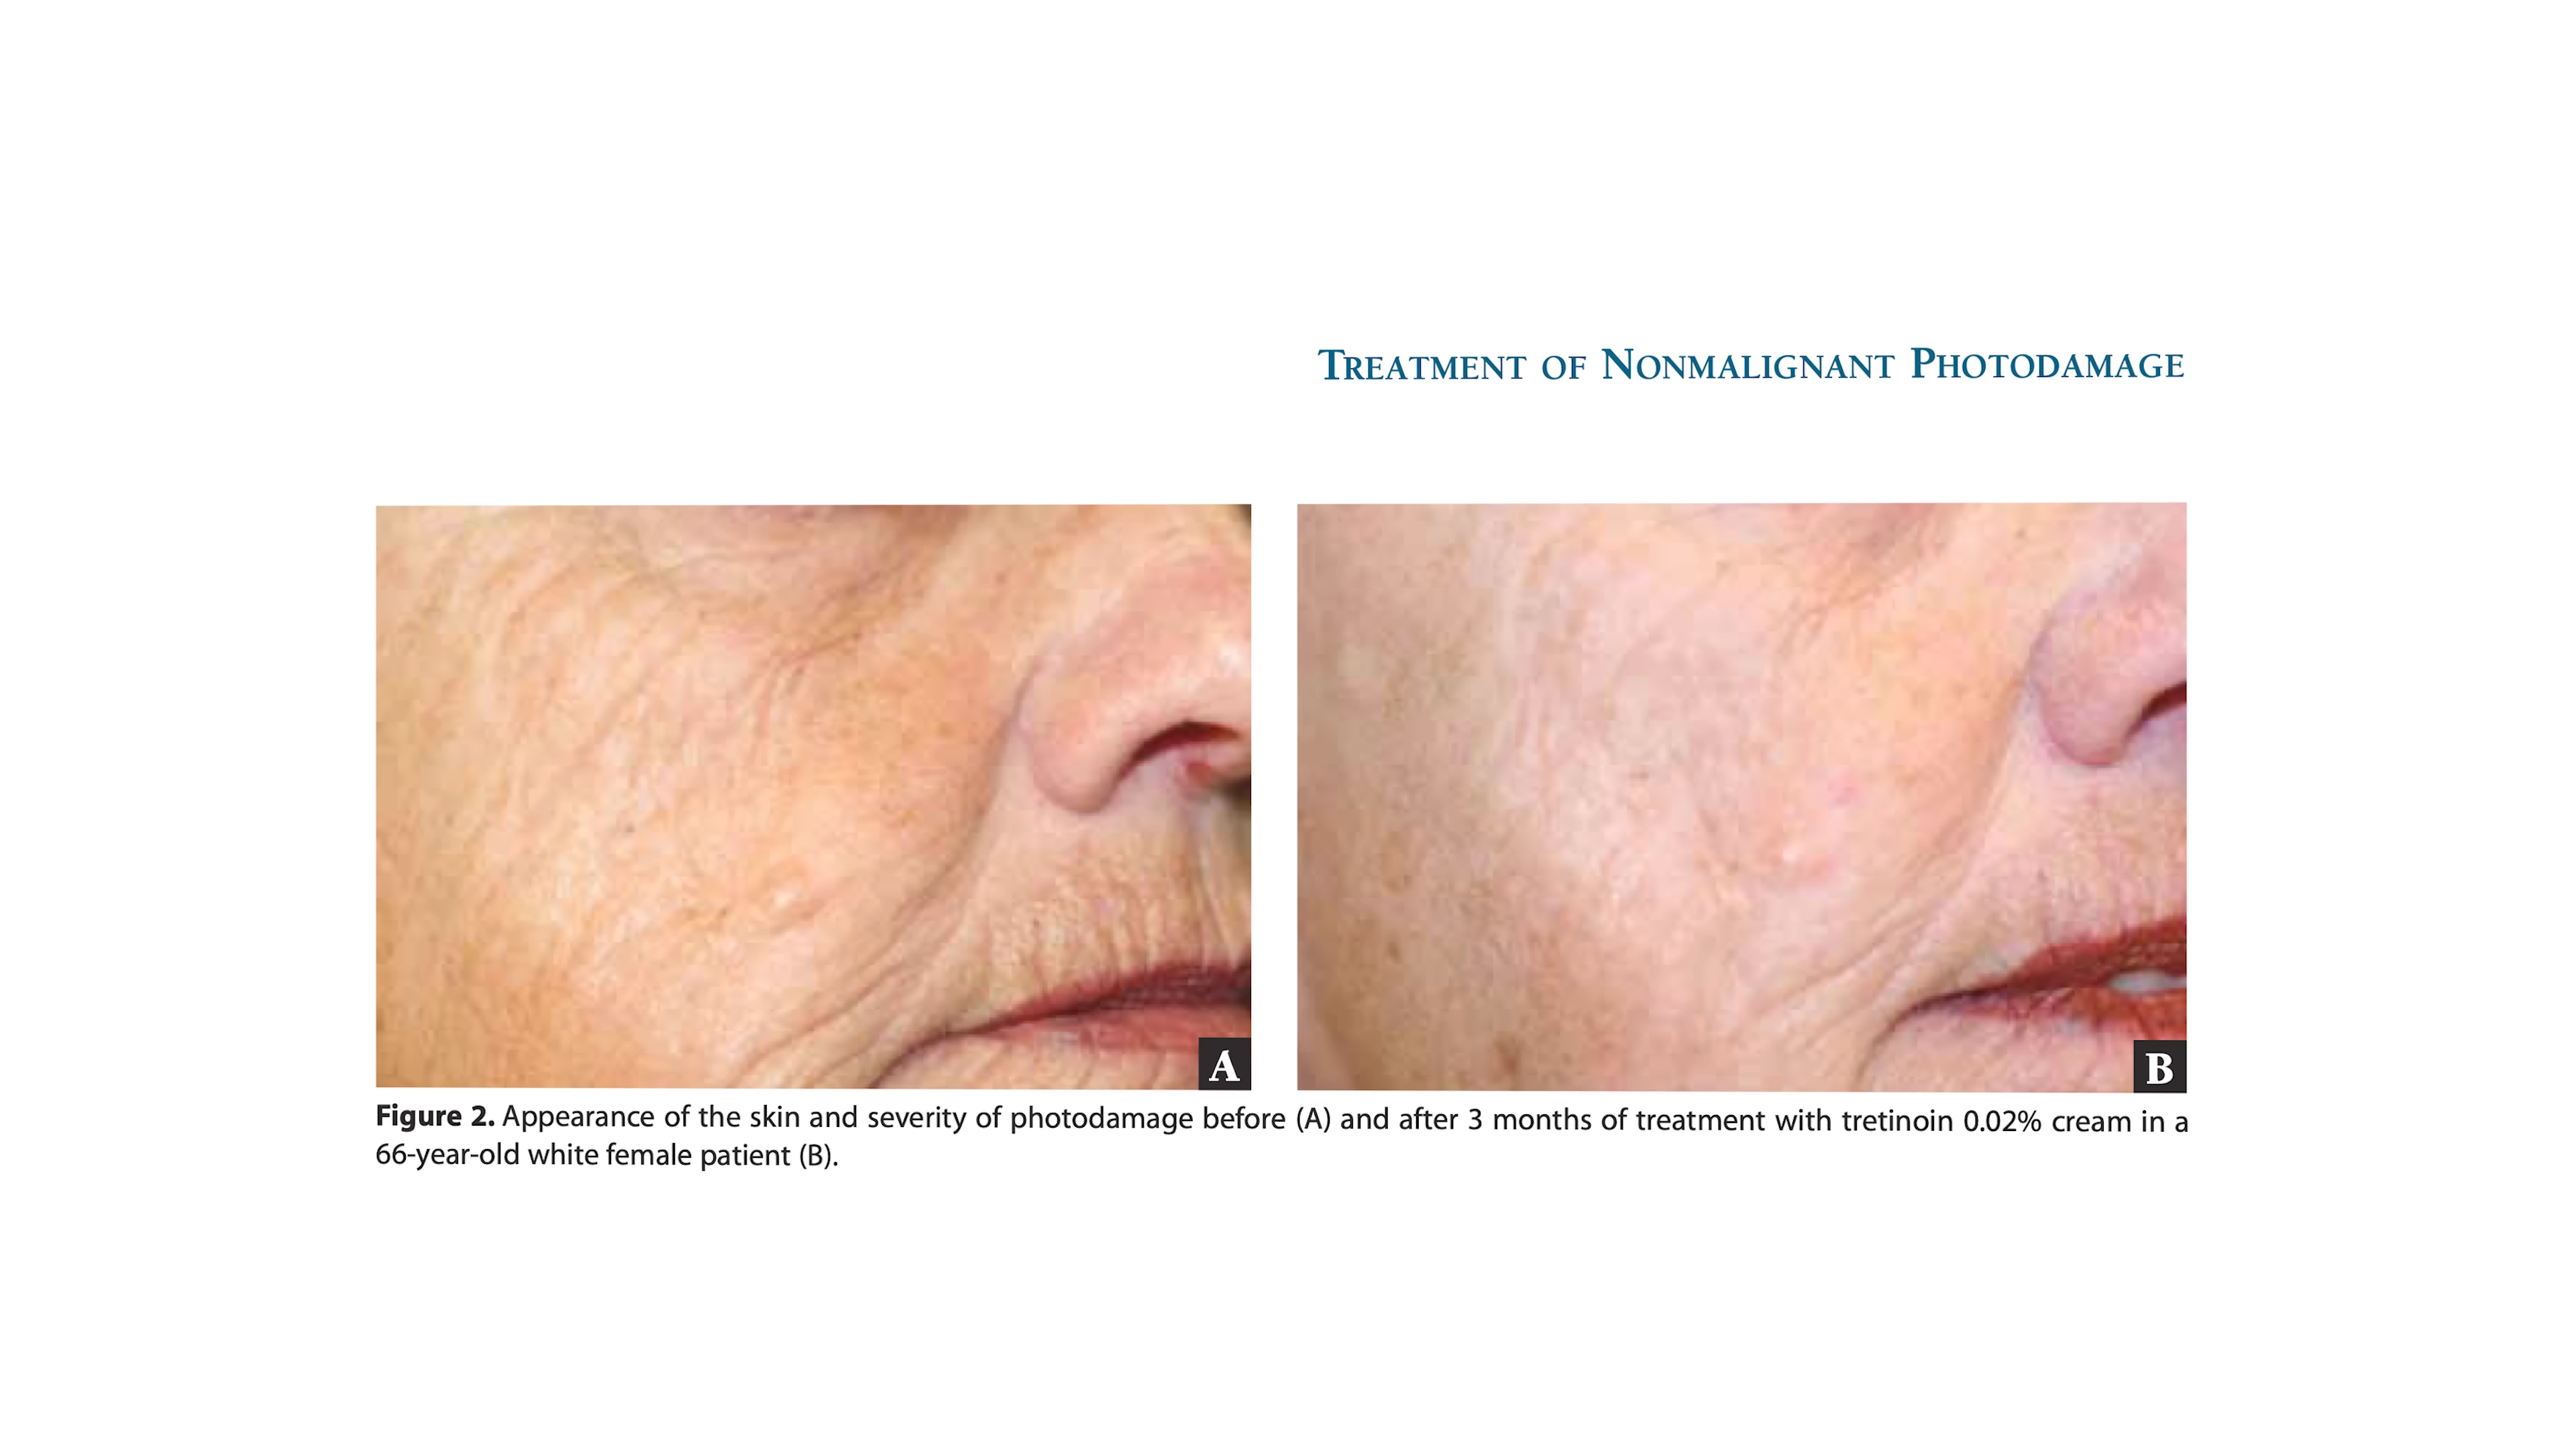 TREATMENT OF NONMALIGNANT PHOTODAMAGE
A
B
Figure 2. Appearance of the skin and severity of photodamage before (A) and after 3 months of treatment with tretinoin 0.02% cream in a
66-year-old white female patient (B).